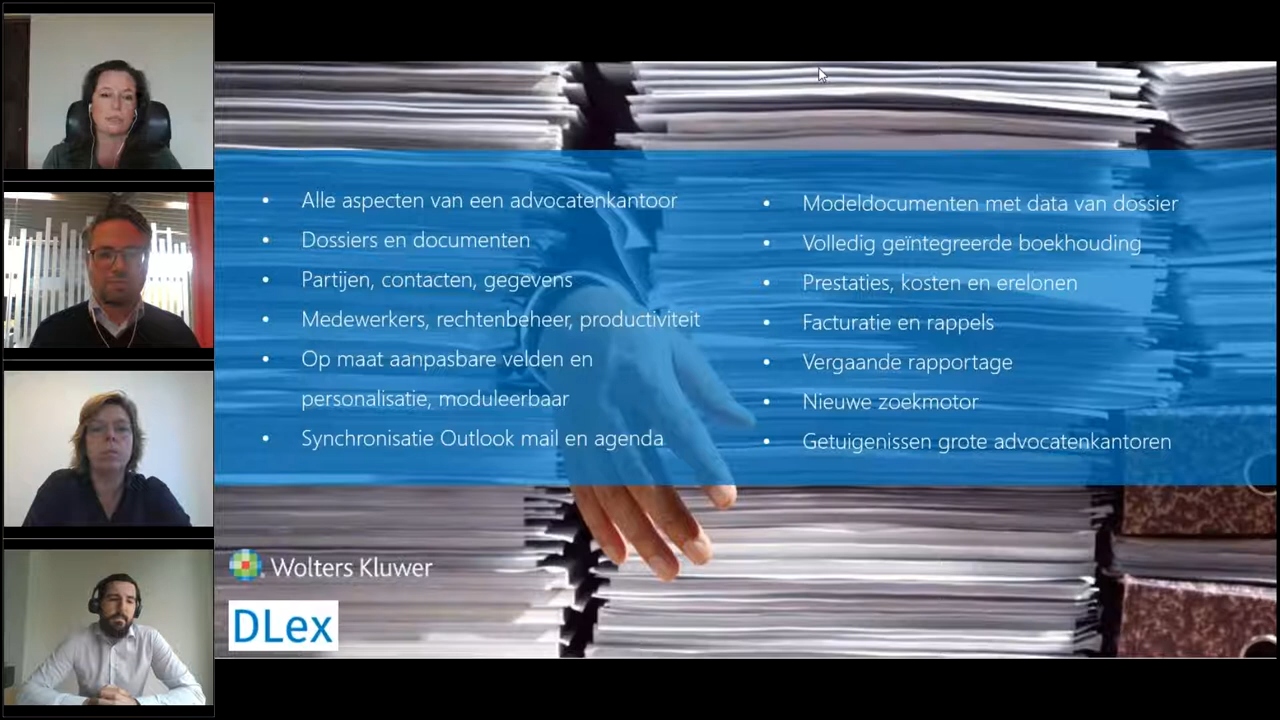 Alle aspecten van een advocatenkantoor
Dossiers en documenten
Partijen, contacten, gegevens
Medewerkers, rechtenbeheer, productiviteit
Op maat aanpasbare velden en
personalisatie, moduleerbaar
Synchronisatie Outlook mail en agenda
Modeldocumenten met data van dossier
Volledig geïntegreerde boekhouding
Prestaties, kosten en erelonen
Facturatie en rappels
Vergaande rapportage
Nieuwe zoekmotor
Getuigenissen grote advocatenkantoren
Wolters Kluwer
DLex